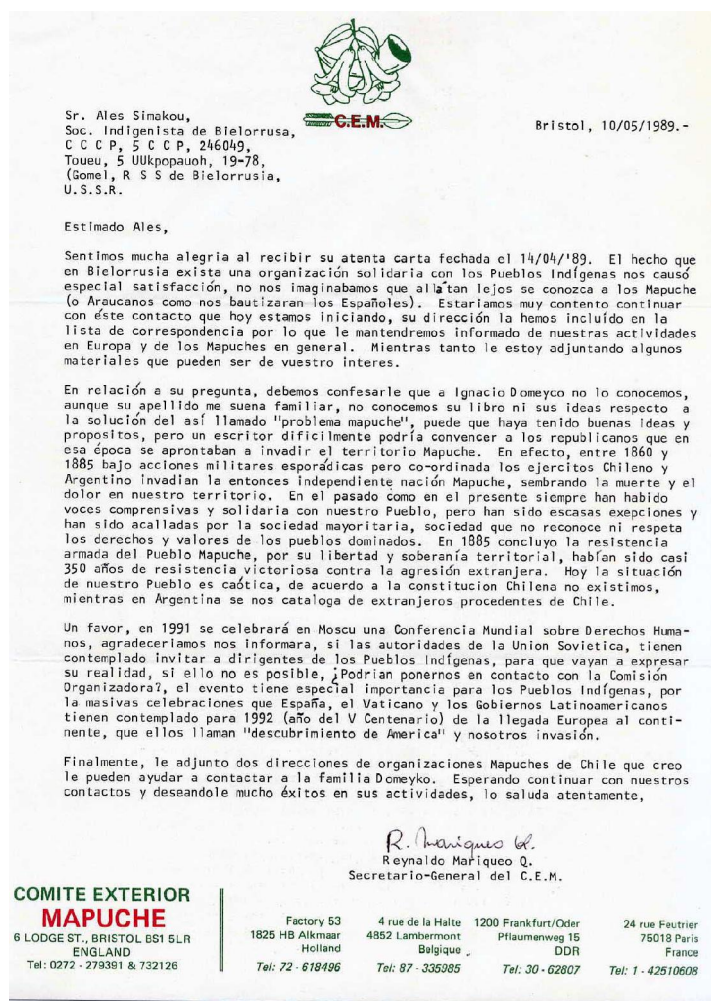 C.E.M.
Sr. Ales Simakou,
Soc. Indigenista de Bielorrusa,
C C C P, 5 C C P, 246049,
Toueu, 5 UUkpopauoh, 19-78,
(Gomel, R S S de Bielorrusia,
U.S.S.R.
Bristol, 10/05/1989.-
Estimado Ales,
Sentimos mucha alegria al recibir su atenta carta fechada el 14/04/'89. El hecho que
en Bielorrusia exista una organización solidaria con los Pueblos Indígenas nos causó
especial satisfacción, no nos imaginabamos que allá tan lejos se conozca a los Mapuche
(o Araucanos como nos bautizaran los Españoles). Estariamos muy contento continuar
con éste contacto que hoy estamos iniciando, su dirección la hemos incluído en la
lista de correspondencia por lo que le mantendremos informado de nuestras actividades
en Europa y de los Mapuches en general. Mientras tanto le estoy adjuntando algunos
materiales que pueden ser de vuestro interes.
En relación a su pregunta, debemos confesarle que a Ignacio Domeyco no lo conocemos,
aunque su apellido me suena familiar, no conocemos su libro ni sus ideas respecto a
la solución del así llamado "problema mapuche", puede que haya tenido buenas ideas y
propositos, pero un escritor dificilmente podría convencer a los republicanos que en
esa época se aprontaban a invadir el territorio Mapuche. En efecto, entre 1860 y
1885 bajo acciones militares esporádicas pero co-ordinada los ejercitos Chileno y
Argentino invadian la entonces independiente nación Mapuche, sembrando la muerte y el
dolor en nuestro territorio. En el pasado como en el presente siempre han habido
voces comprensivas y solidaria con nuestro Pueblo, pero han sido escasas exepciones y
han sido acalladas por la sociedad mayoritaria, sociedad que no reconoce ni respeta
los derechos y valores de los pueblos dominados. En 1885 concluyo la resistencia
armada del Pueblo Mapuche, por su libertad y soberanía territorial, habían sido casi
350 años de resistencia victoriosa contra la agresión extranjera. Hoy la situación
de nuestro Pueblo es caótica, de acuerdo a la constitucion Chilena no existimos,
mientras en Argentina se nos cataloga de extranjeros procedentes de Chile.
Un favor, en 1991 se celebrará en Moscu una Conferencia Mundial sobre Derechos Huma-
nos, agradeceriamos nos informara, si las autoridades de la Union Sovietica, tienen
contemplado invitar a dirigentes de los Pueblos Indígenas, para que vayan a expresar
su realidad, si ello no es posible, ¿Podrian ponernos en contacto con la Comisión
Organizadora?, el evento tiene especial importancia para los Pueblos Indígenas, por
la masivas celebraciones que España, el Vaticano y los Gobiernos Latinoamericanos
tienen contemplado para 1992 (año del V Centenario) de la llegada Europea al conti-
nente, que ellos llaman "descubrimiento de America" y nosotros invasión.
Finalmente, le adjunto dos direcciones de organizaciones Mapuches de Chile que creo
le pueden ayudar a contactar a la familia Domeyko. Esperando continuar con nuestros
contactos y deseandole mucho éxitos en sus actividades, lo saluda atentamente,
R. Mariqueo Q.
Reynaldo Mariqueo Q.
Secretario-General del C.E.M.
COMITE EXTERIOR
MAPUCHE
6 LODGE ST., BRISTOL BS1 5LR
ENGLAND
Tel: 0272 - 279391 & 732126
Factory 53
1825 HB Alkmaar
Holland
Tel: 72 - 618496
4 rue de la Halte
4852 Lambermont
Belgique
Tel: 87 - 335985
1200 Frankfurt/Oder
Pflaumenweg 15
DDR
Tel: 30 - 62807
24 rue Feutrier
75018 Paris
France
Tel: 1 - 42510608